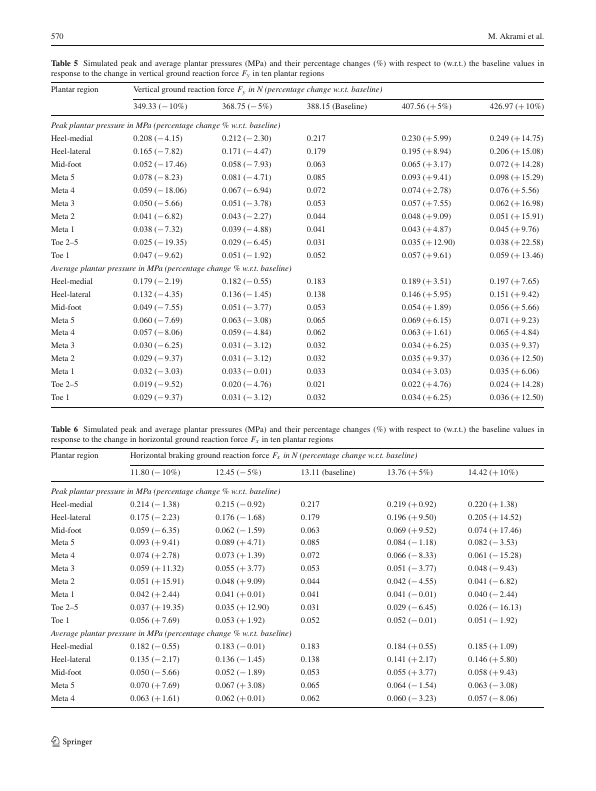 570 M. Akrami et al.
Table 5 Simulated peak and average plantar pressures (MPa) and their percentage changes (%) with respect to (w.r.t.) the baseline values in
response to the change in vertical ground reaction force Fy in ten plantar regions
Plantar region Vertical ground reaction force Fy in N (percentage change w.r.t. baseline)
349.33 (− 10%) 368.75 (− 5%) 388.15 (Baseline) 407.56 (+ 5%) 426.97 (+ 10%)
Peak plantar pressure in MPa (percentage change % w.r.t. baseline)
Heel-medial 0.208 (− 4.15) 0.212 (− 2.30) 0.217 0.230 (+ 5.99) 0.249 (+ 14.75)
Heel-lateral 0.165 (− 7.82) 0.171 (− 4.47) 0.179 0.195 (+ 8.94) 0.206 (+ 15.08)
Mid-foot 0.052 (− 17.46) 0.058 (− 7.93) 0.063 0.065 (+ 3.17) 0.072 (+ 14.28)
Meta 5 0.078 (− 8.23) 0.081 (− 4.71) 0.085 0.093 (+ 9.41) 0.098 (+ 15.29)
Meta 4 0.059 (− 18.06) 0.067 (− 6.94) 0.072 0.074 (+ 2.78) 0.076 (+ 5.56)
Meta 3 0.050 (− 5.66) 0.051 (− 3.78) 0.053 0.057 (+ 7.55) 0.062 (+ 16.98)
Meta 2 0.041 (− 6.82) 0.043 (− 2.27) 0.044 0.048 (+ 9.09) 0.051 (+ 15.91)
Meta 1 0.038 (− 7.32) 0.039 (− 4.88) 0.041 0.043 (+ 4.87) 0.045 (+ 9.76)
Toe 2–5 0.025 (− 19.35) 0.029 (− 6.45) 0.031 0.035 (+ 12.90) 0.038 (+ 22.58)
Toe 1 0.047 (− 9.62) 0.051 (− 1.92) 0.052 0.057 (+ 9.61) 0.059 (+ 13.46)
Average plantar pressure in MPa (percentage change % w.r.t. baseline)
Heel-medial 0.179 (− 2.19) 0.182 (− 0.55) 0.183 0.189 (+ 3.51) 0.197 (+ 7.65)
Heel-lateral 0.132 (− 4.35) 0.136 (− 1.45) 0.138 0.146 (+ 5.95) 0.151 (+ 9.42)
Mid-foot 0.049 (− 7.55) 0.051 (− 3.77) 0.053 0.054 (+ 1.89) 0.056 (+ 5.66)
Meta 5 0.060 (− 7.69) 0.063 (− 3.08) 0.065 0.069 (+ 6.15) 0.071 (+ 9.23)
Meta 4 0.057 (− 8.06) 0.059 (− 4.84) 0.062 0.063 (+ 1.61) 0.065 (+ 4.84)
Meta 3 0.030 (− 6.25) 0.031 (− 3.12) 0.032 0.034 (+ 6.25) 0.035 (+ 9.37)
Meta 2 0.029 (− 9.37) 0.031 (− 3.12) 0.032 0.035 (+ 9.37) 0.036 (+ 12.50)
Meta 1 0.032 (− 3.03) 0.033 (− 0.01) 0.033 0.034 (+ 3.03) 0.035 (+ 6.06)
Toe 2–5 0.019 (− 9.52) 0.020 (− 4.76) 0.021 0.022 (+ 4.76) 0.024 (+ 14.28)
Toe 1 0.029 (− 9.37) 0.031 (− 3.12) 0.032 0.034 (+ 6.25) 0.036 (+ 12.50)
Table 6 Simulated peak and average plantar pressures (MPa) and their percentage changes (%) with respect to (w.r.t.) the baseline values in
response to the change in horizontal ground reaction force Fx in ten plantar regions
Plantar region Horizontal braking ground reaction force Fx in N (percentage change w.r.t. baseline)
11.80 (− 10%) 12.45 (− 5%) 13.11 (baseline) 13.76 (+ 5%) 14.42 (+ 10%)
Peak plantar pressure in MPa (percentage change % w.r.t. baseline)
Heel-medial 0.214 (− 1.38) 0.215 (− 0.92) 0.217 0.219 (+ 0.92) 0.220 (+ 1.38)
Heel-lateral 0.175 (− 2.23) 0.176 (− 1.68) 0.179 0.196 (+ 9.50) 0.205 (+ 14.52)
Mid-foot 0.059 (− 6.35) 0.062 (− 1.59) 0.063 0.069 (+ 9.52) 0.074 (+ 17.46)
Meta 5 0.093 (+ 9.41) 0.089 (+ 4.71) 0.085 0.084 (− 1.18) 0.082 (− 3.53)
Meta 4 0.074 (+ 2.78) 0.073 (+ 1.39) 0.072 0.066 (− 8.33) 0.061 (− 15.28)
Meta 3 0.059 (+ 11.32) 0.055 (+ 3.77) 0.053 0.051 (− 3.77) 0.048 (− 9.43)
Meta 2 0.051 (+ 15.91) 0.048 (+ 9.09) 0.044 0.042 (− 4.55) 0.041 (− 6.82)
Meta 1 0.042 (+ 2.44) 0.041 (+ 0.01) 0.041 0.041 (− 0.01) 0.040 (− 2.44)
Toe 2–5 0.037 (+ 19.35) 0.035 (+ 12.90) 0.031 0.029 (− 6.45) 0.026 (− 16.13)
Toe 1 0.056 (+ 7.69) 0.053 (+ 1.92) 0.052 0.052 (− 0.01) 0.051 (− 1.92)
Average plantar pressure in MPa (percentage change % w.r.t. baseline)
Heel-medial 0.182 (− 0.55) 0.183 (− 0.01) 0.183 0.184 (+ 0.55) 0.185 (+ 1.09)
Heel-lateral 0.135 (− 2.17) 0.136 (− 1.45) 0.138 0.141 (+ 2.17) 0.146 (+ 5.80)
Mid-foot 0.050 (− 5.66) 0.052 (− 1.89) 0.053 0.055 (+ 3.77) 0.058 (+ 9.43)
Meta 5 0.070 (+ 7.69) 0.067 (+ 3.08) 0.065 0.064 (− 1.54) 0.063 (− 3.08)
Meta 4 0.063 (+ 1.61) 0.062 (+ 0.01) 0.062 0.060 (− 3.23) 0.057 (− 8.06)
Springer